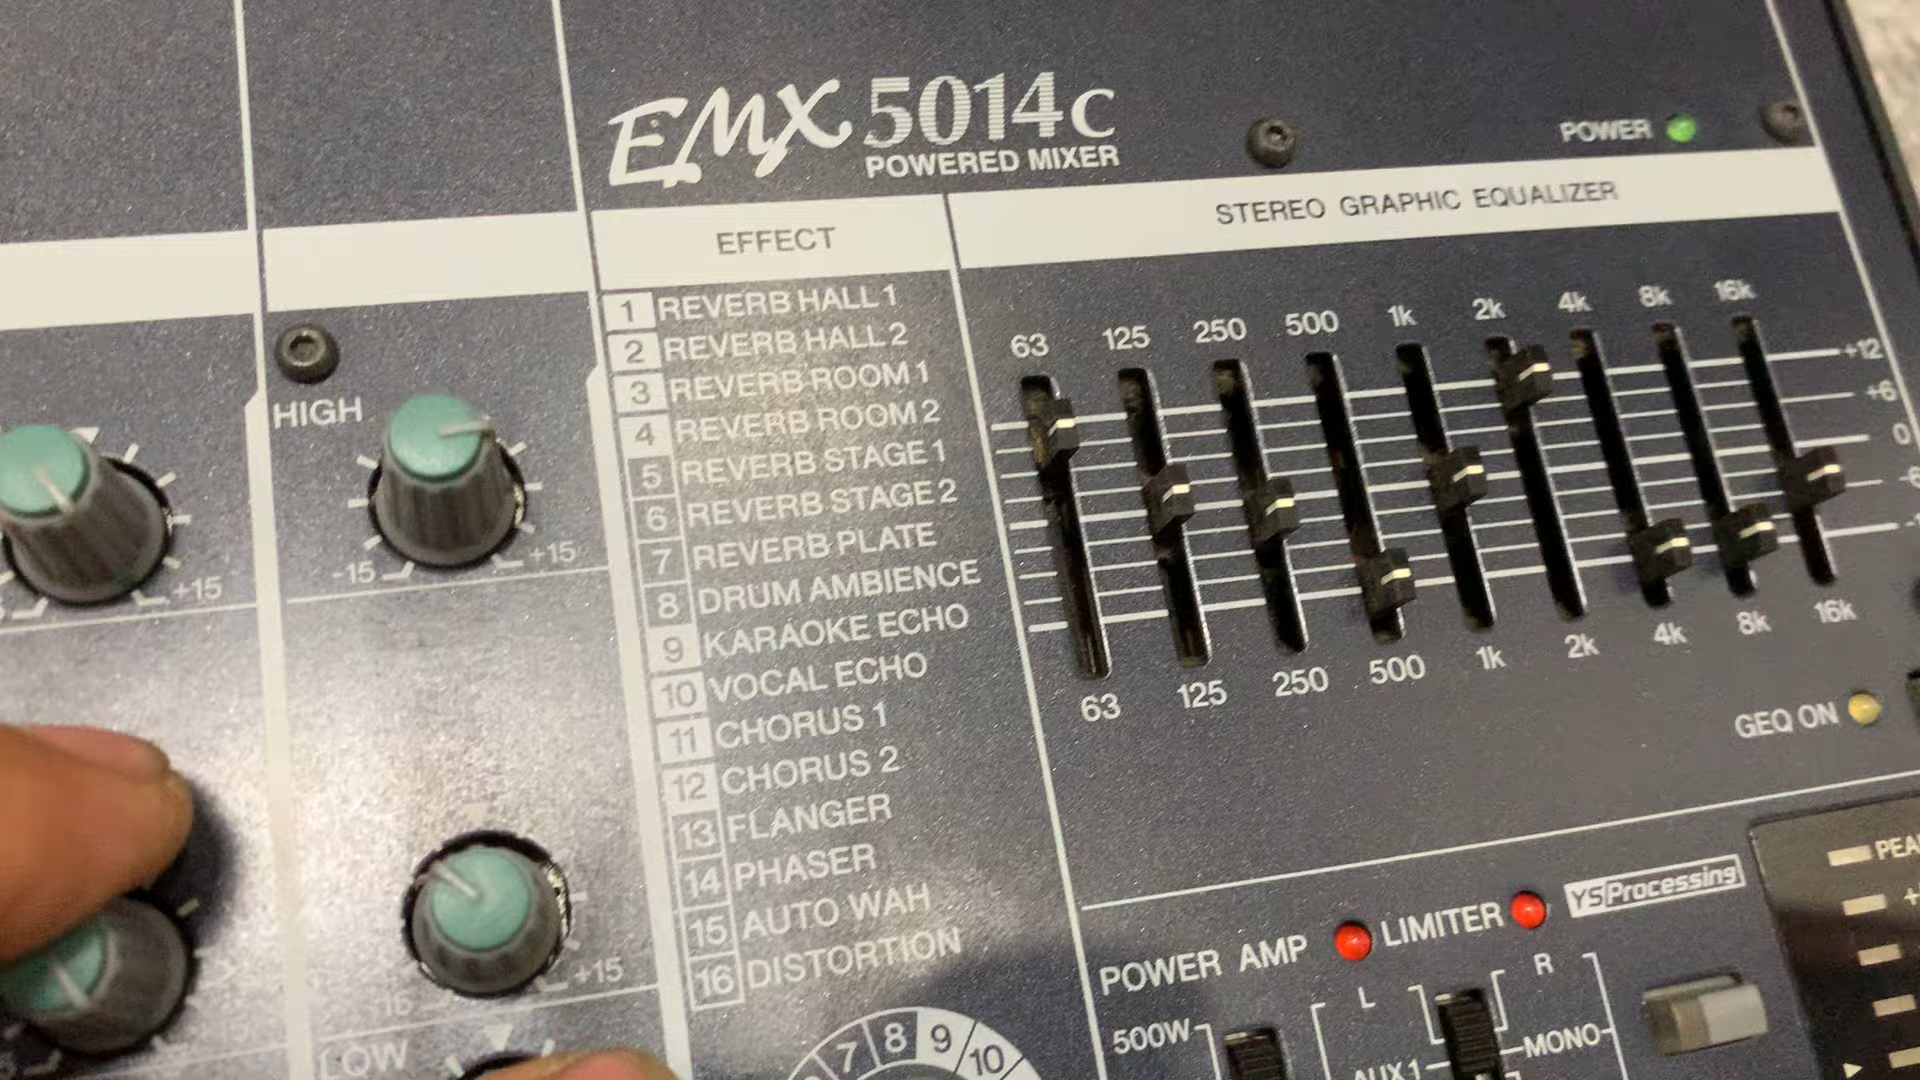 EMX 5014C
POWERED MIXER
POWER
EFFECT
STEREO GRAPHIC EQUALIZER
1 REVERB HALL 1
2 REVERB HALL 2
3 REVERB ROOM 1
4 REVERB ROOM 2
5 REVERB STAGE 1
6 REVERB STAGE 2
7 REVERB PLATE
8 DRUM AMBIENCE
9 KARAOKE ECHO
10 VOCAL ECHO
11 CHORUS 1
12 CHORUS 2
13 FLANGER
14 PHASER
15 AUTO WAH
16 DISTORTION
63 125 250 500 1k 2k 4k 8k 16k
+12
+6
0
63 125 250 500 1k 2k 4k 8k 16k
GEQ ON
HIGH
-15 +15
+15
-15 +15
LOW
7 8 9 10
POWER AMP LIMITER YS Processing
500W
L R
AUX1 MONO